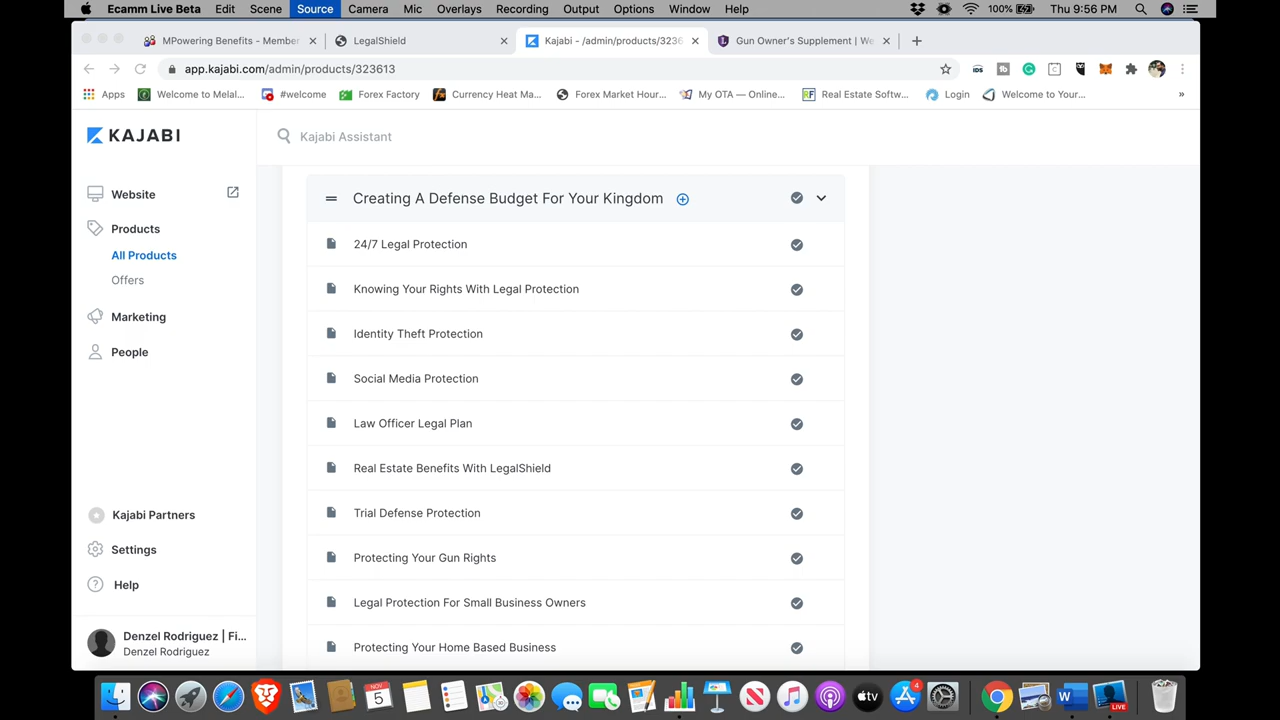 Ecamm Live Beta Edit Scene Source Camera Mic Overlays Recording Output Options Window Help 100% Thu 9:56 PM
MPowering Benefits - Member LegalShield Kajabi - /admin/products/3236 Gun Owner's Supplement | We
app.kajabi.com/admin/products/323613
Apps Welcome to Melal... #welcome Forex Factory Currency Heat Ma... Forex Market Hour... My OTA — Online... Real Estate Softw... Login Welcome to Your... »
KAJABI
Kajabi Assistant
Website
Products
All Products
Offers
Marketing
People
Kajabi Partners
Settings
Help
Denzel Rodriguez | Fi...
Denzel Rodriguez
Creating A Defense Budget For Your Kingdom
24/7 Legal Protection
Knowing Your Rights With Legal Protection
Identity Theft Protection
Social Media Protection
Law Officer Legal Plan
Real Estate Benefits With LegalShield
Trial Defense Protection
Protecting Your Gun Rights
Legal Protection For Small Business Owners
Protecting Your Home Based Business
NOV
5
tv
4
W
LIVE